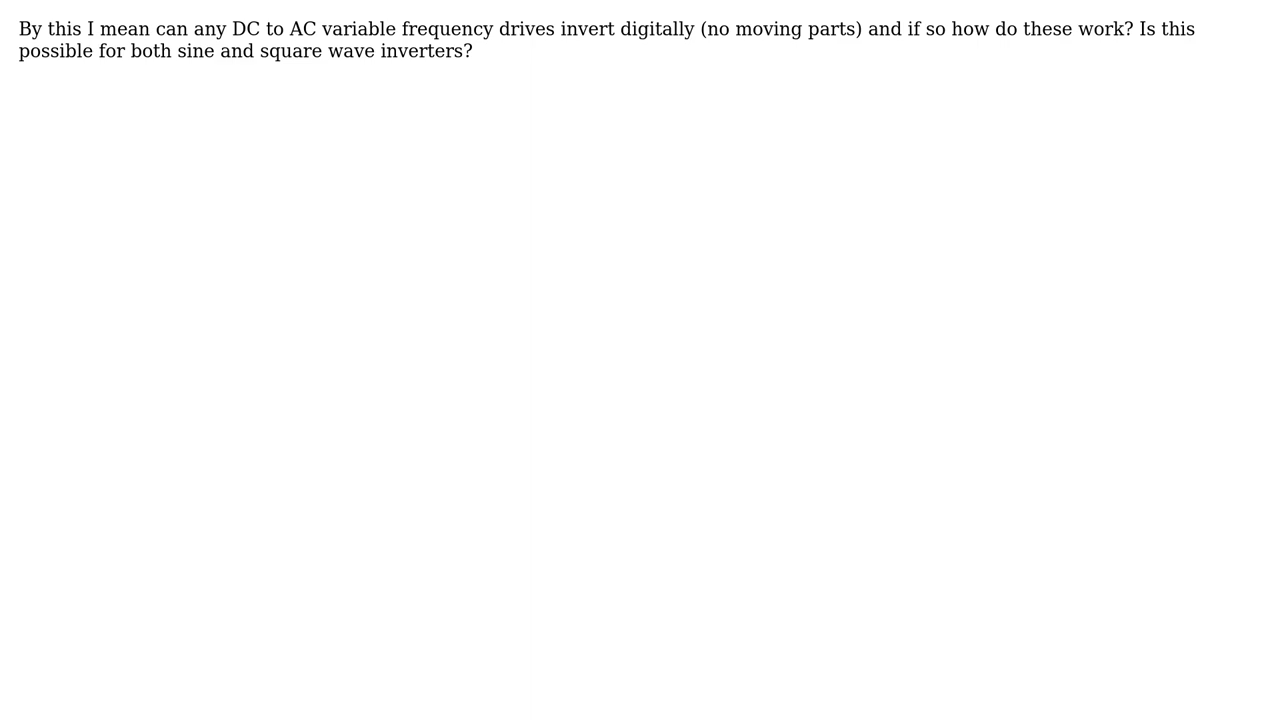 By this I mean can any DC to AC variable frequency drives invert digitally (no moving parts) and if so how do these work? Is this
possible for both sine and square wave inverters?